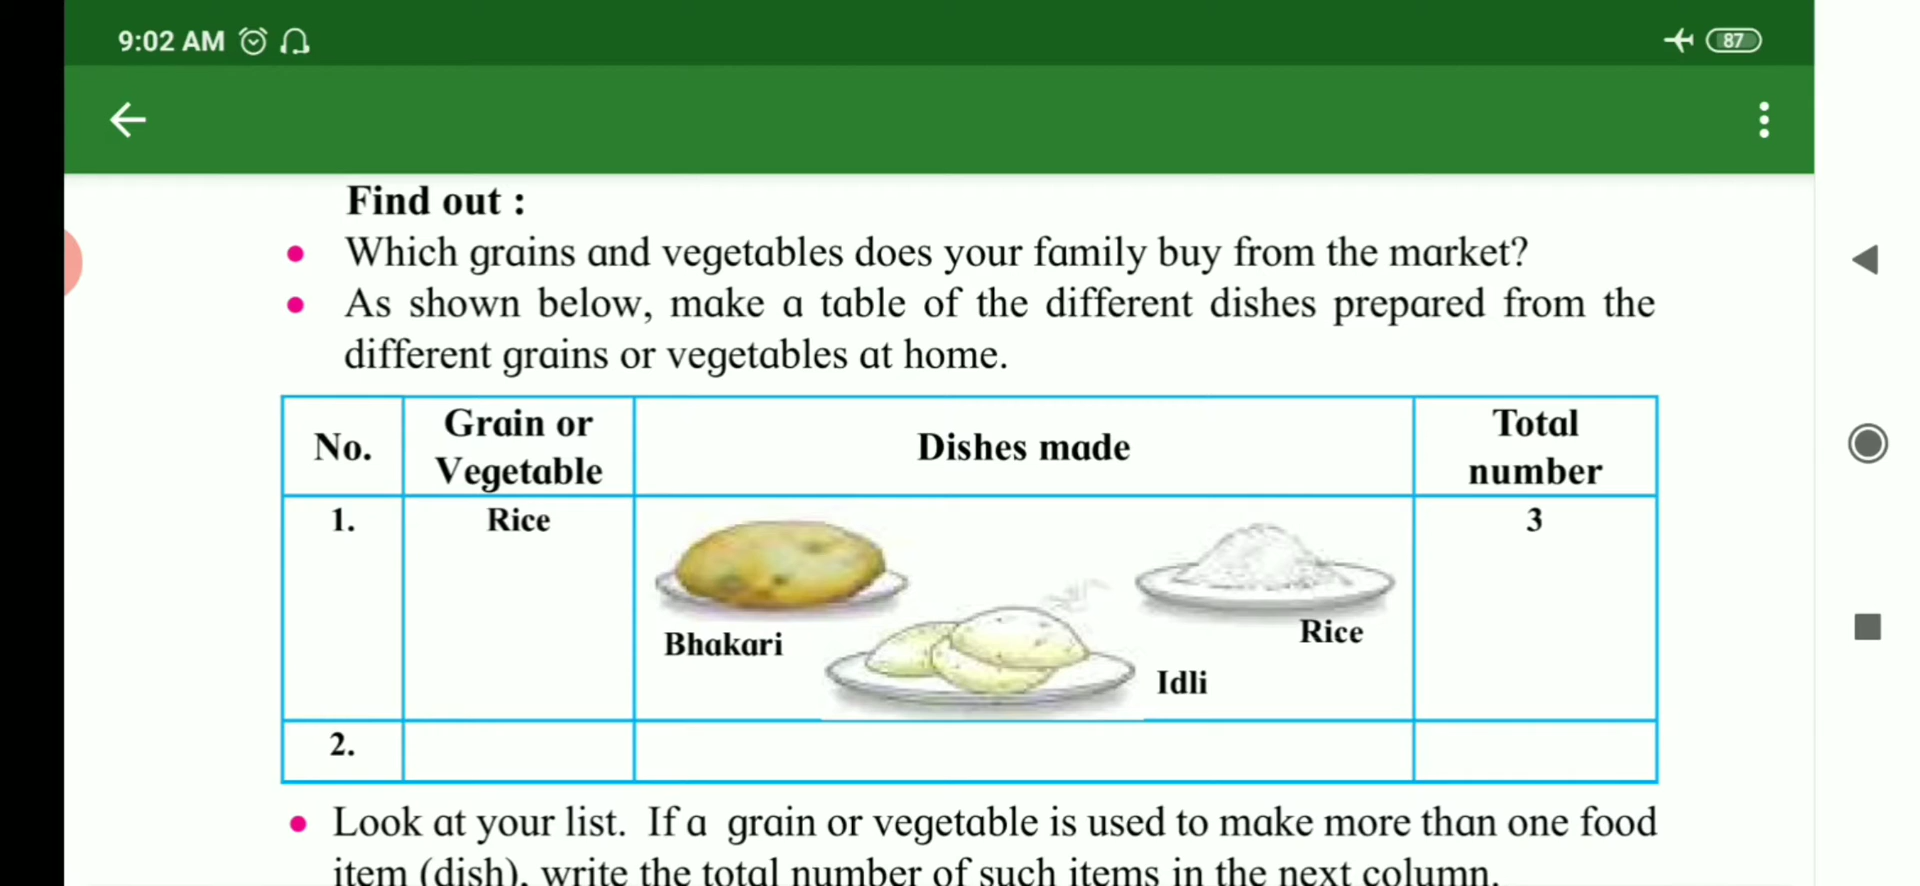 9:02 AM
87
Find out :
• Which grains and vegetables does your family buy from the market?
• As shown below, make a table of the different dishes prepared from the
different grains or vegetables at home.
No.
Grain or
Vegetable
Dishes made
Total
number
1.
Rice
Bhakari
Idli
Rice
3
2.
• Look at your list. If a grain or vegetable is used to make more than one food
item (dish), write the total number of such items in the next column.